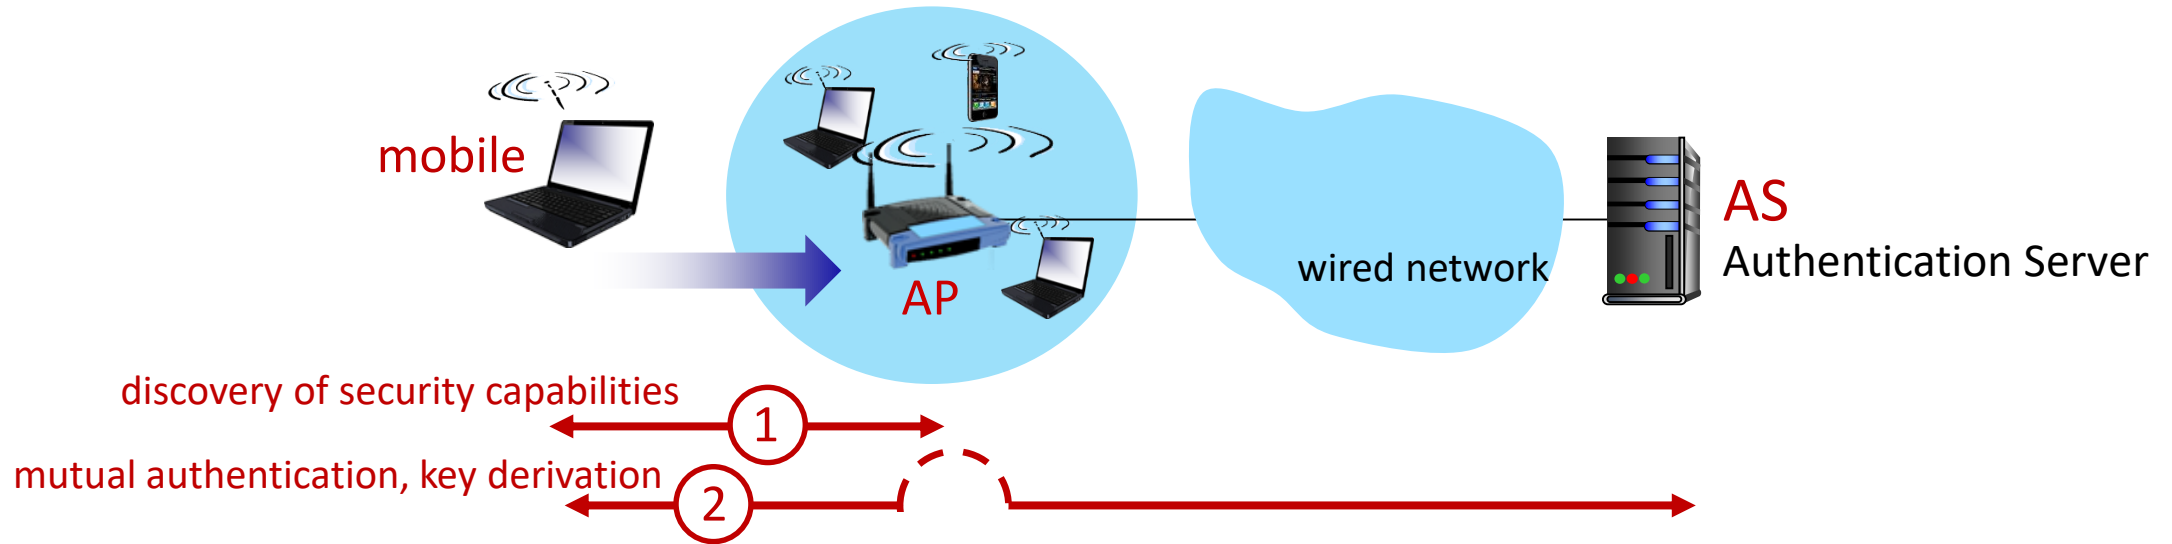 mobile
AP
wired network
AS
Authentication Server
discovery of security capabilities
1
mutual authentication, key derivation
2